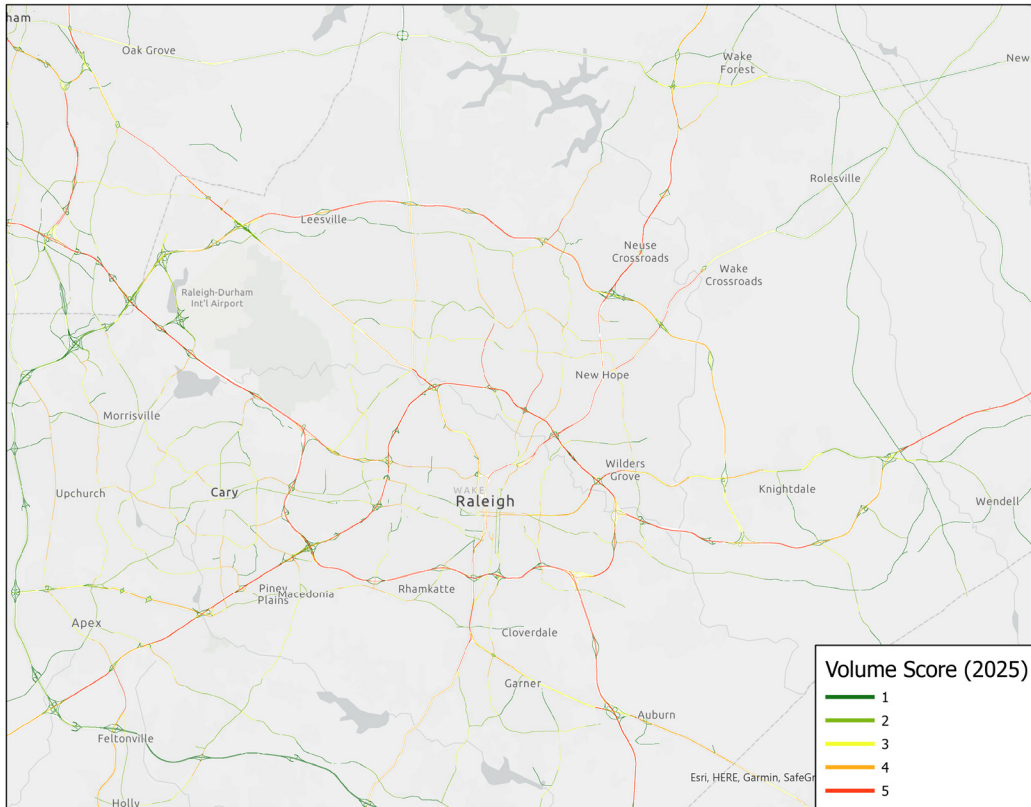 ham
Oak Grove
Wake
Forest
New
Rolesville
Leesville
Neuse
Crossroads
Wake
Crossroads
Raleigh-Durham
Int'l Airport
New Hope
Morrisville
Wilders
Grove
Upchurch
Cary
WAKE
Raleigh
Knightdale
Wendell
Piney
Plains
Macedonia
Rhamkatte
Apex
Cloverdale
Garner
Auburn
Feltonville
Holly
Esri, HERE, Garmin, SafeGr
Volume Score (2025)
1
2
3
4
5